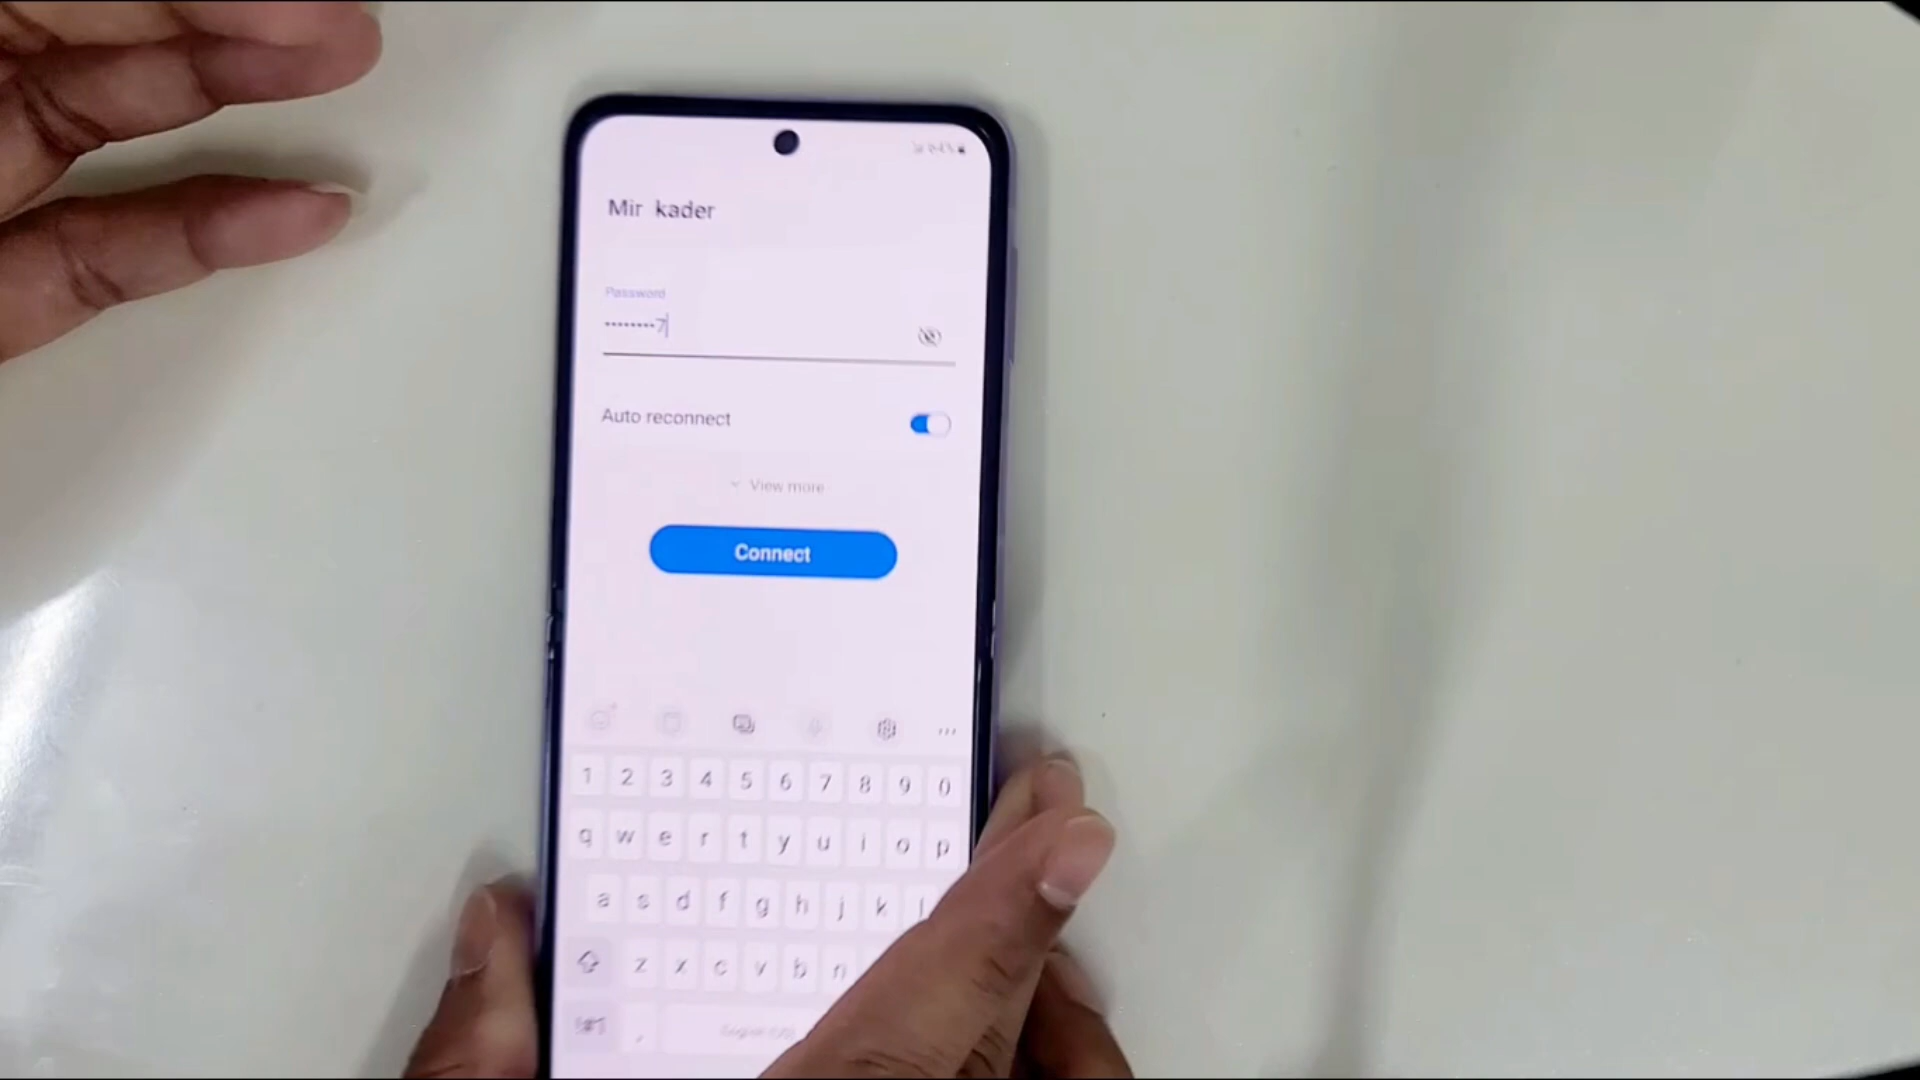 Mir kader
Password
••••••••7
Auto reconnect
View more
Connect
1 2 3 4 5 6 7 8 9 0
q w e r t y u i o p
a s d f g h j k l
z x c v b n
!#1 ,